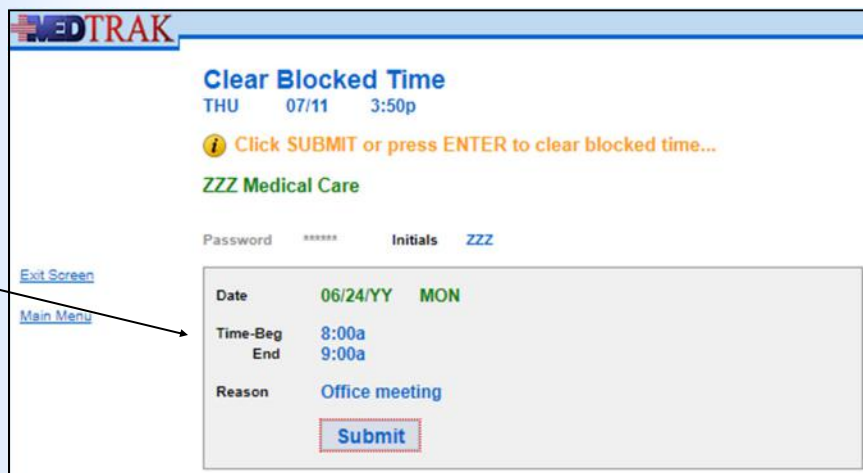 MEDTRAK
Clear Blocked Time
THU 07/11 3:50p
i Click SUBMIT or press ENTER to clear blocked time...
ZZZ Medical Care
Password ****** Initials ZZZ
Exit Screen
Main Menu
Date 06/24/YY MON
Time-Beg 8:00a
End 9:00a
Reason Office meeting
Submit